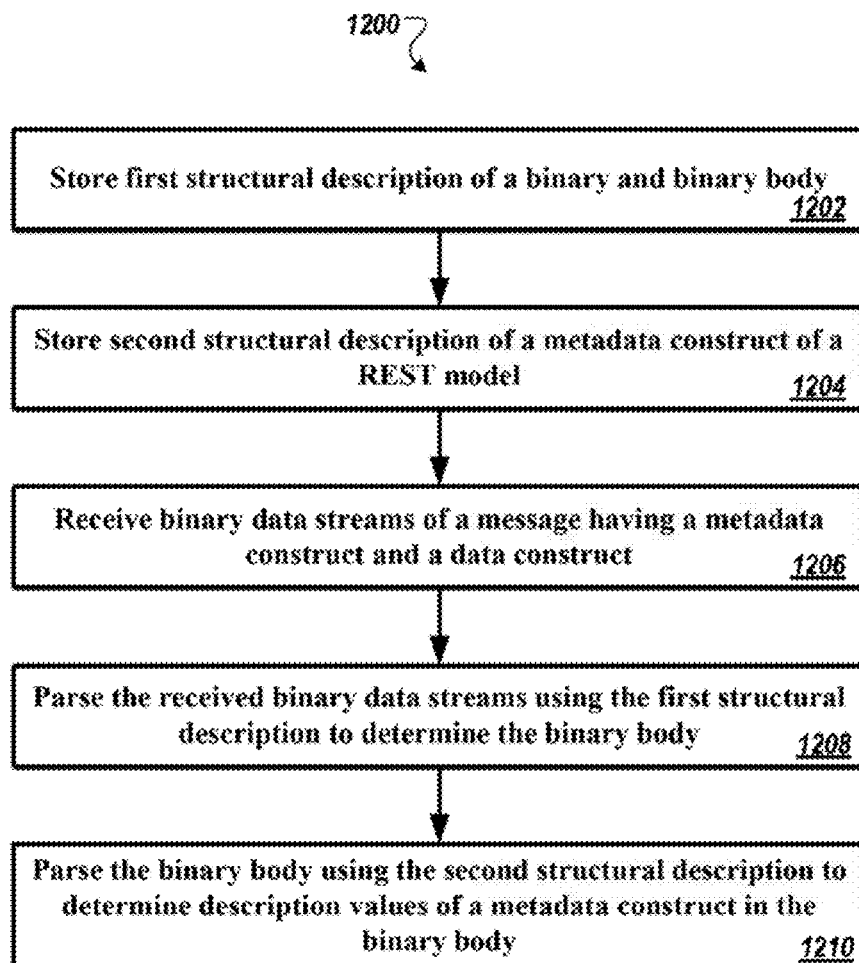 1200
Store first structural description of a binary and binary body
1202
Store second structural description of a metadata construct of a
REST model
1204
Receive binary data streams of a message having a metadata
construct and a data construct
1206
Parse the received binary data streams using the first structural
description to determine the binary body
1208
Parse the binary body using the second structural description to
determine description values of a metadata construct in the
binary body
1210